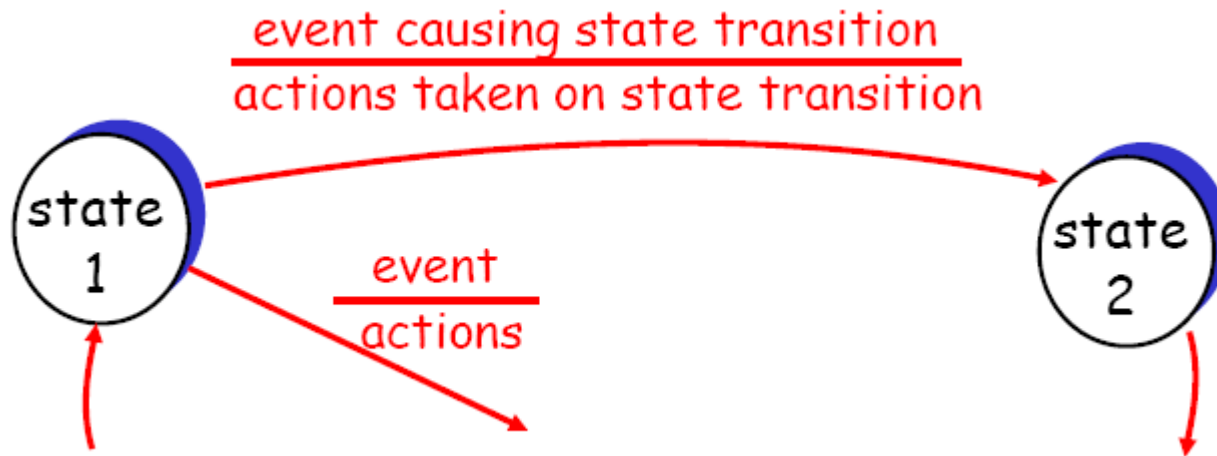 event causing state transition
actions taken on state transition
state
1
event
actions
state
2